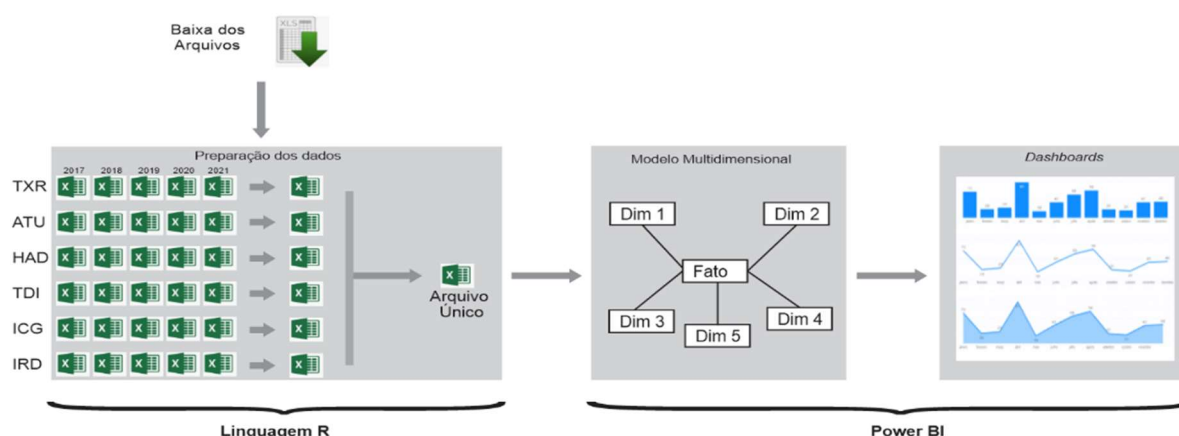 Baixa dos
Arquivos
XLS
Preparação dos dados
2017 2018 2019 2020 2021
TXR
ATU
HAD
TDI
ICG
IRD
Arquivo
Único
Linguagem R
Modelo Multidimensional
Dim 1
Dim 2
Fato
Dim 3
Dim 5
Dim 4
Dashboards
Power BI